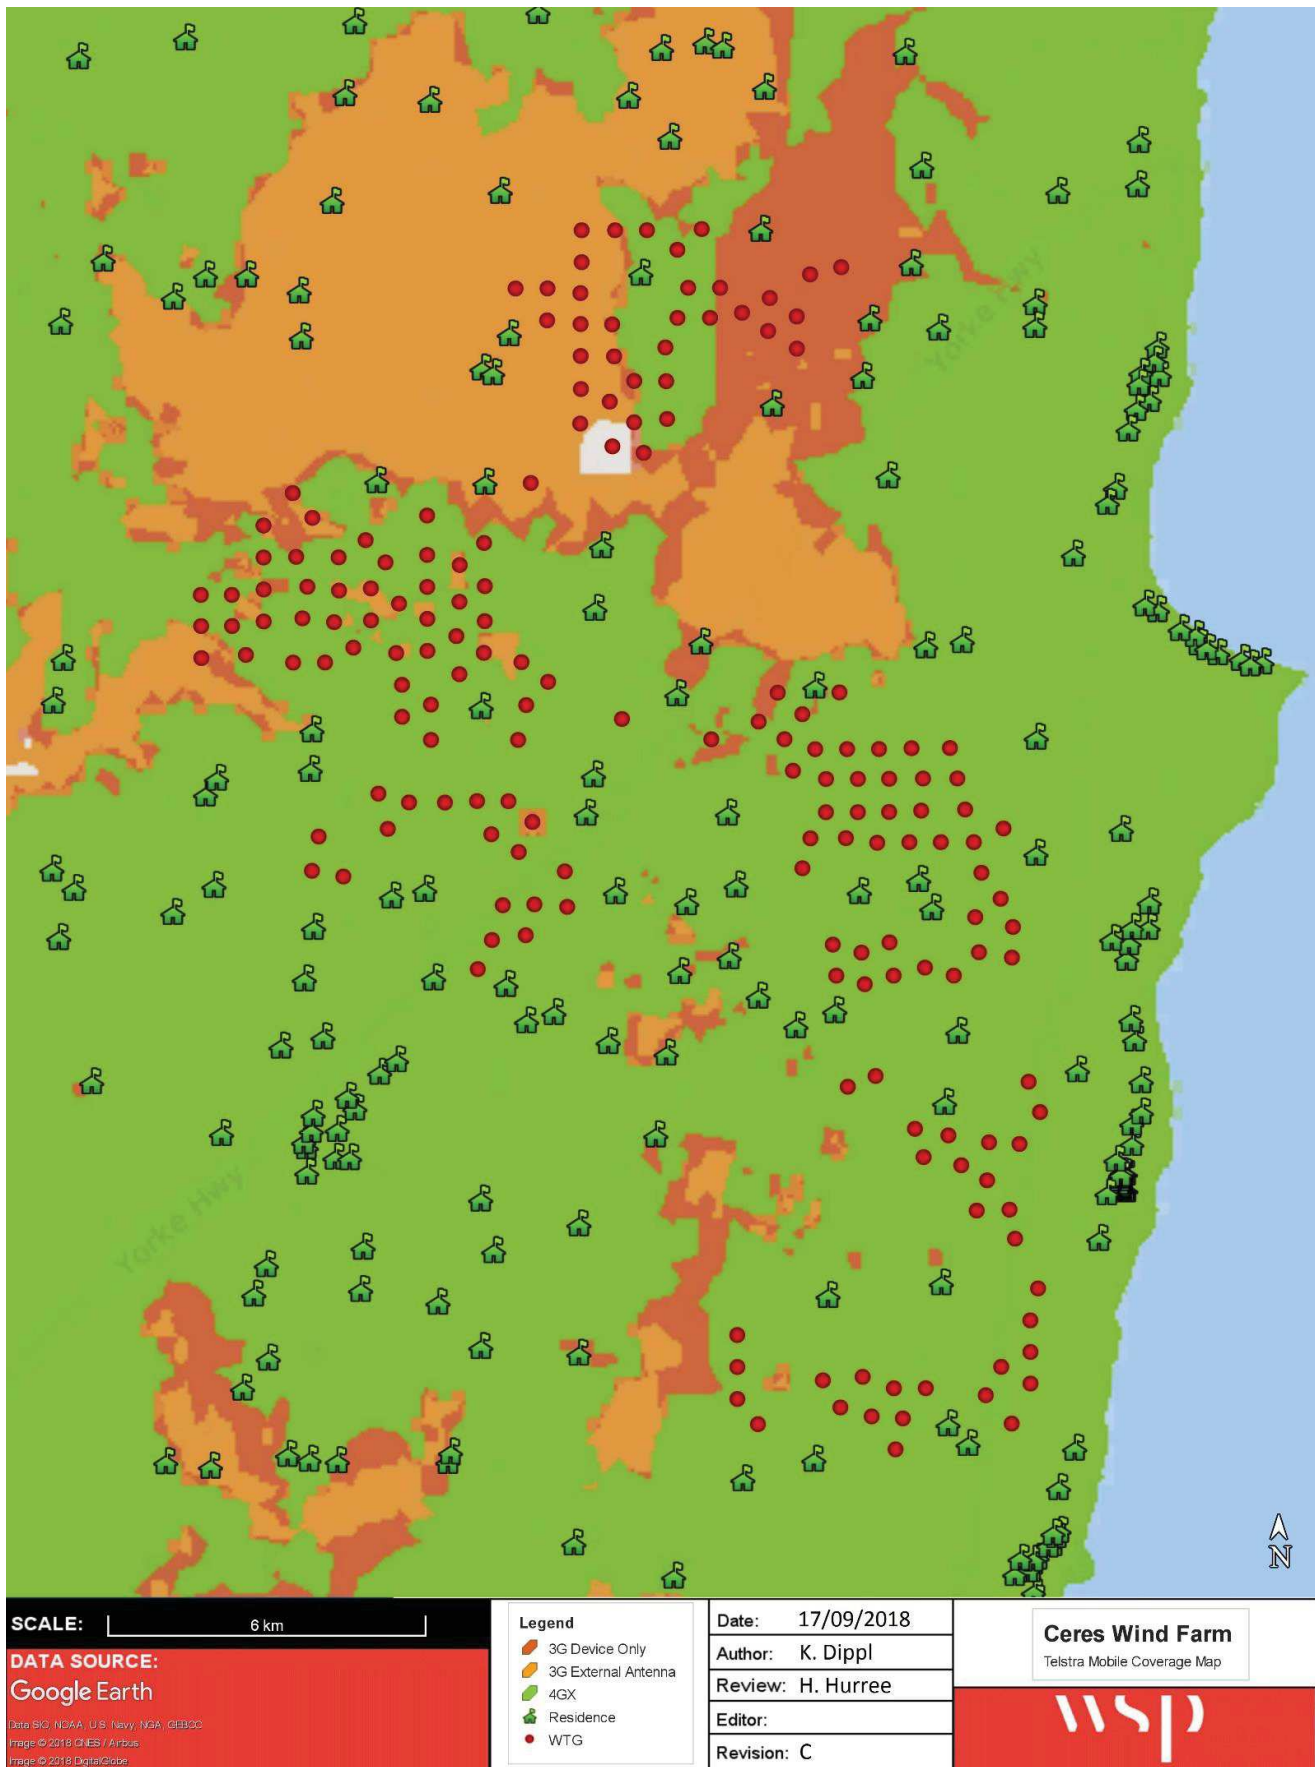 Yorke Hwy
Yorke Hwy
N
SCALE:
6 km
DATA SOURCE:
Google Earth
Data SIO, NOAA, U.S. Navy, NGA, GEBCO
Image © 2018 CNES / Airbus
Image © 2018 DigitalGlobe
Legend
3G Device Only
3G External Antenna
4GX
Residence
WTG
Date: 17/09/2018
Author: K. Dippl
Review: H. Hurree
Editor:
Revision: C
Ceres Wind Farm
Telstra Mobile Coverage Map
wsp